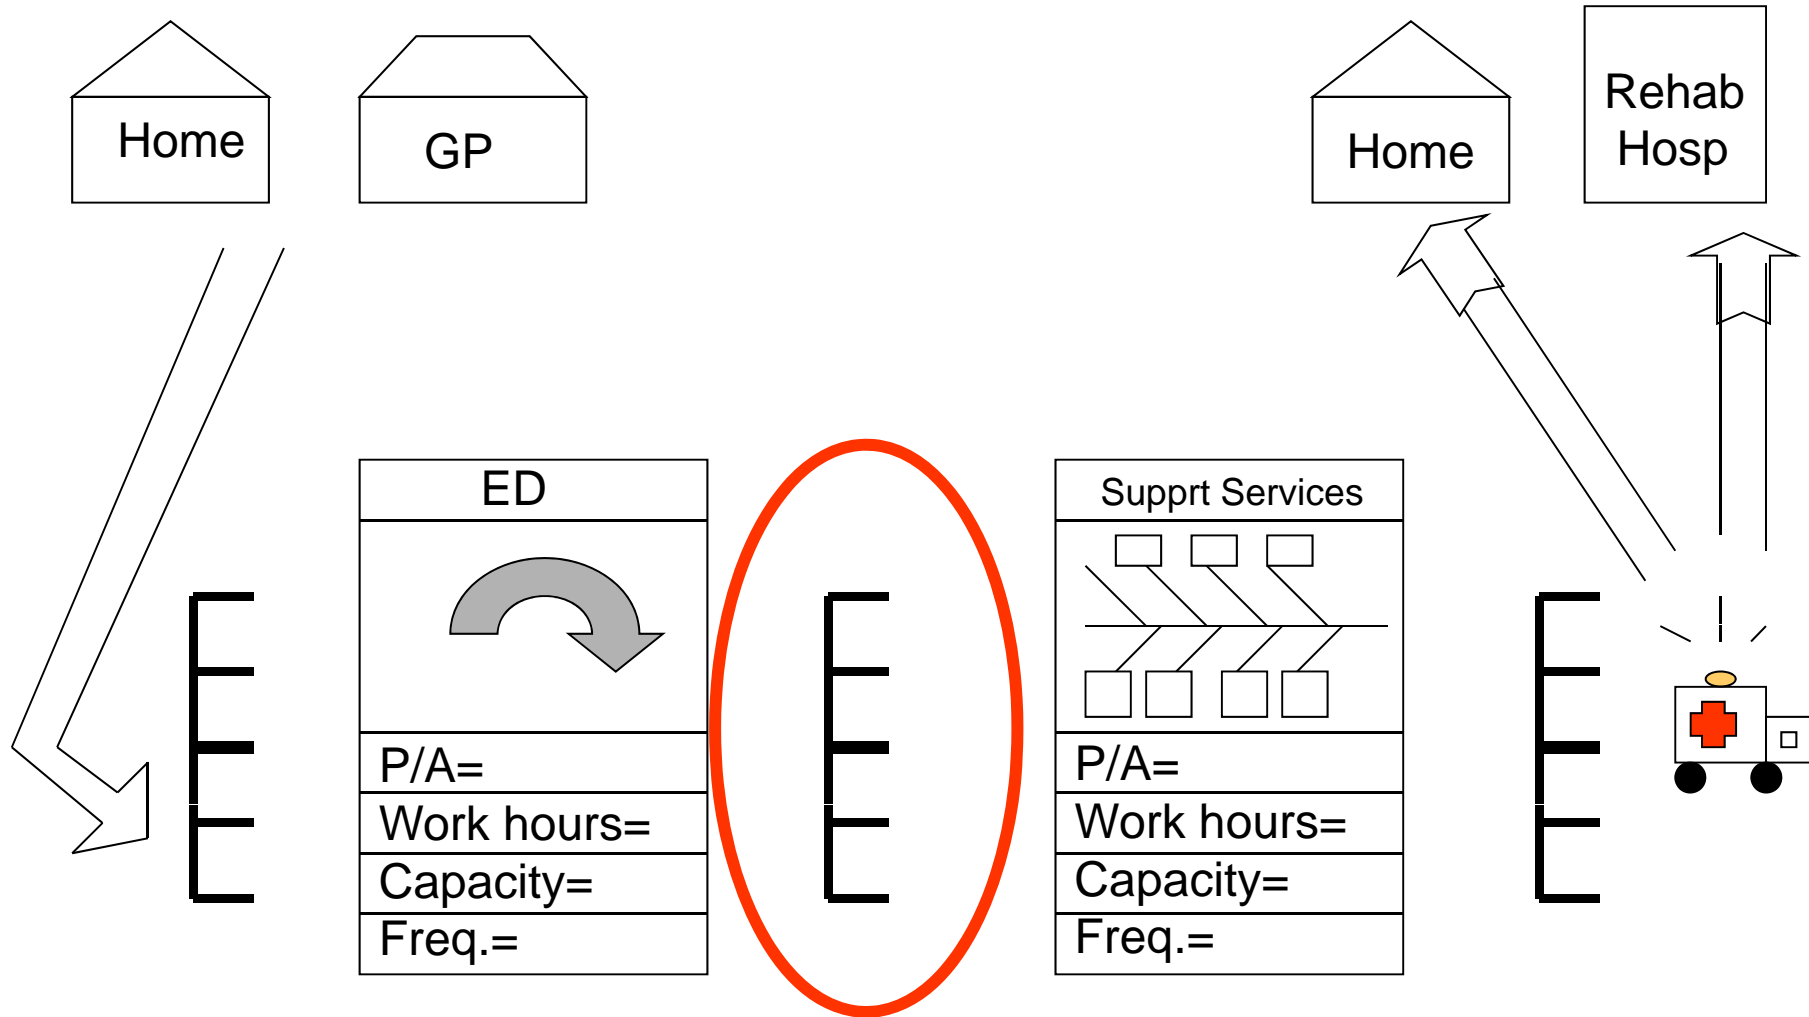 Home
GP
Home
Rehab
Hosp
ED
P/A=
Work hours=
Capacity=
Freq.=
Supprt Services
P/A=
Work hours=
Capacity=
Freq.=